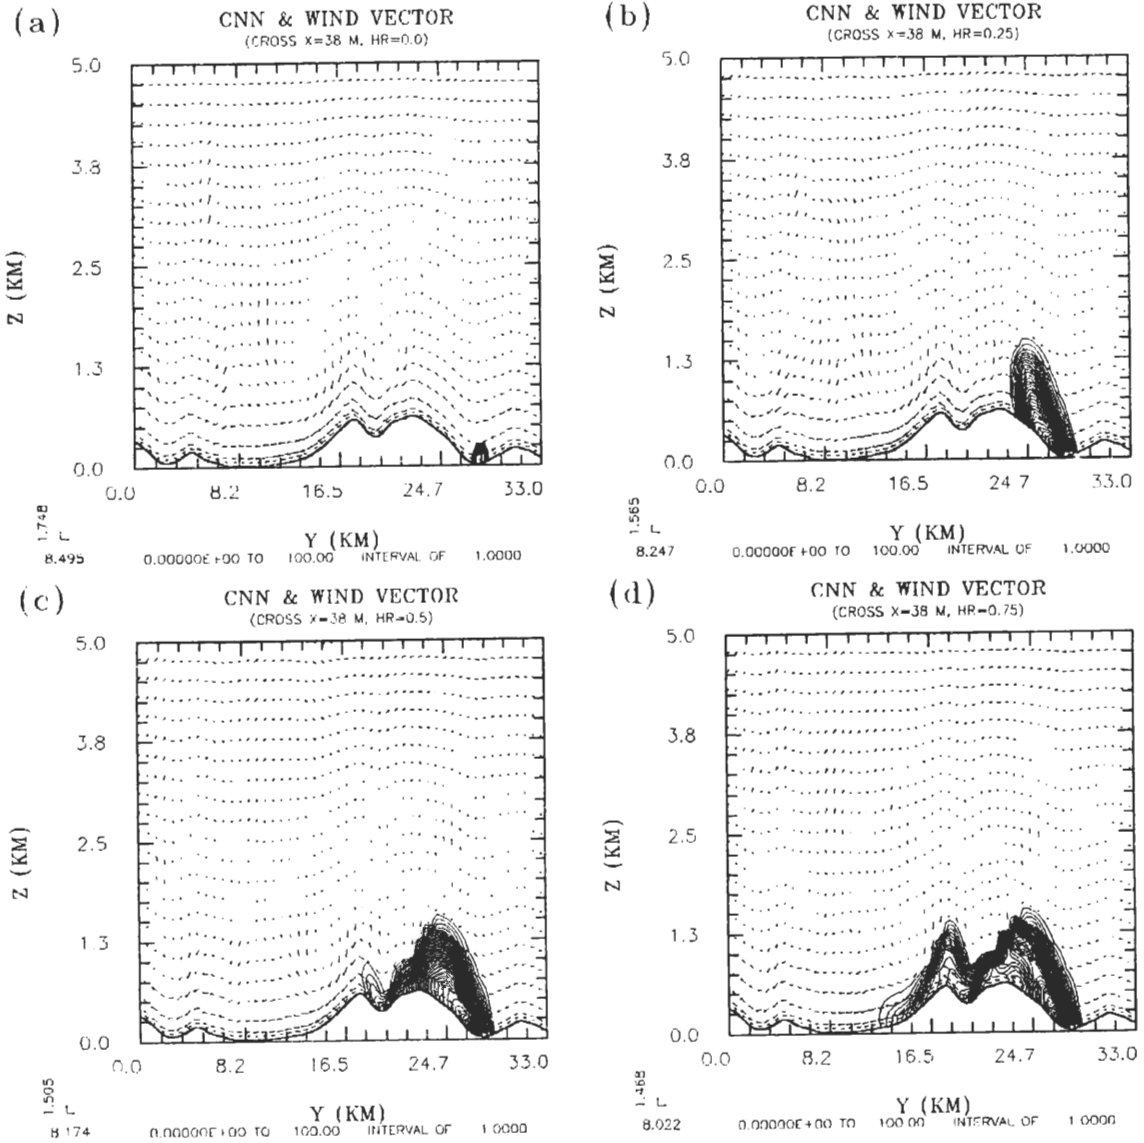 (a)
CNN & WIND VECTOR
(CROSS X=38 M, HR=0.0)
5.0
3.8
2.5
1.3
0.0
Z (KM)
0.0 8.2 16.5 24.7 33.0
Y (KM)
1.748
8.495
0.00000E+00 TO 100.00 INTERVAL OF 1.0000
(b)
CNN & WIND VECTOR
(CROSS X=38 M, HR=0.25)
5.0
3.8
2.5
1.3
0.0
Z (KM)
0.0 8.2 16.5 24.7 33.0
Y (KM)
1.565
8.247
0.00000E+00 TO 100.00 INTERVAL OF 1.0000
(c)
CNN & WIND VECTOR
(CROSS X=38 M, HR=0.5)
5.0
3.8
2.5
1.3
0.0
Z (KM)
0.0 8.2 16.5 24.7 33.0
Y (KM)
1.505
8.174
0.00000E+00 TO 100.00 INTERVAL OF 1.0000
(d)
CNN & WIND VECTOR
(CROSS X=38 M, HR=0.75)
5.0
3.8
2.5
1.3
0.0
Z (KM)
0.0 8.2 16.5 24.7 33.0
Y (KM)
1.468
8.022
0.00000E+00 TO 100.00 INTERVAL OF 1.0000